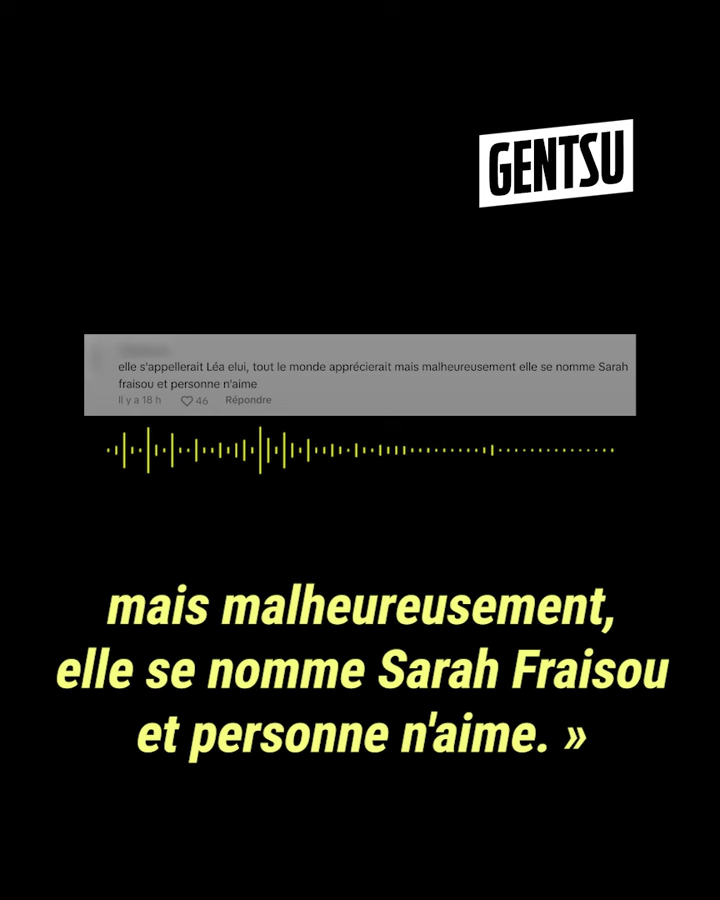 GENTSU
elle s'appellerait Léa elui, tout le monde apprécierait mais malheureusement elle se nomme Sarah
fraisou et personne n'aime
Il y a 18 h 46 Répondre
mais malheureusement,
elle se nomme Sarah Fraisou
et personne n'aime. »